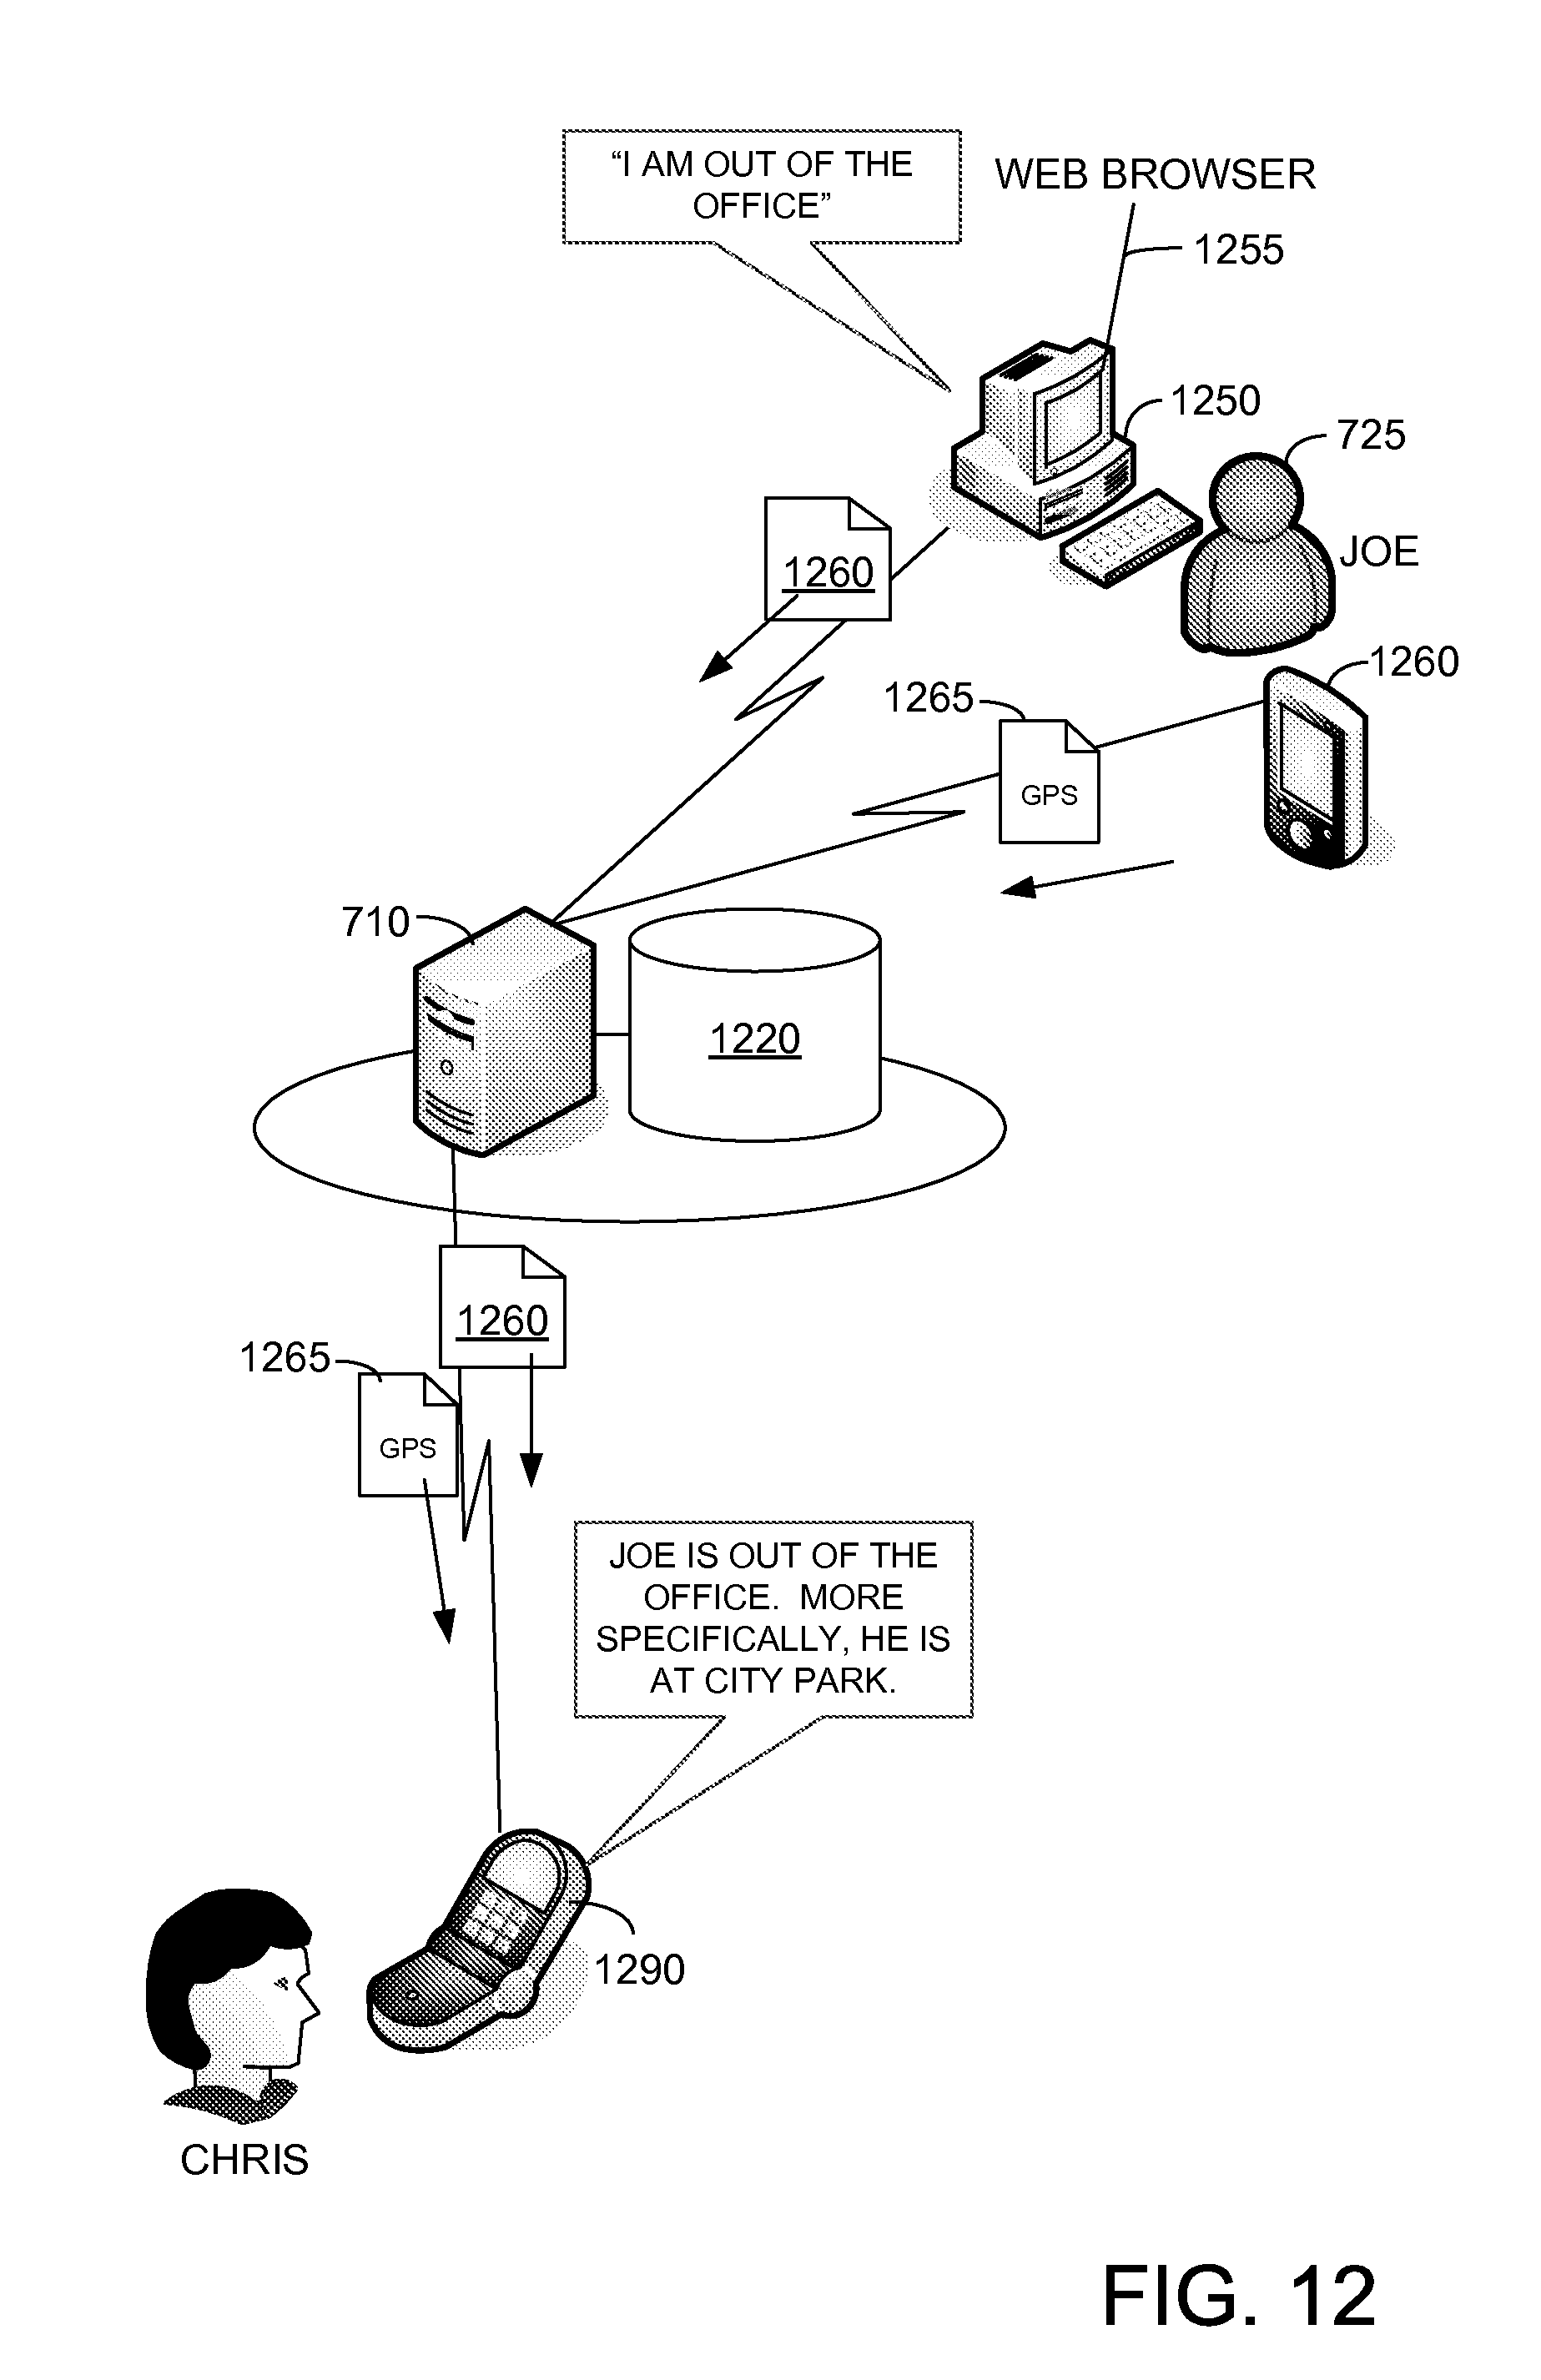 “I AM OUT OF THE
OFFICE”
WEB BROWSER
1255
1250
725
JOE
1260
1260
1265
GPS
710
1220
1260
1265
GPS
JOE IS OUT OF THE
OFFICE.  MORE
SPECIFICALLY, HE IS
AT CITY PARK.
1290
CHRIS
FIG. 12